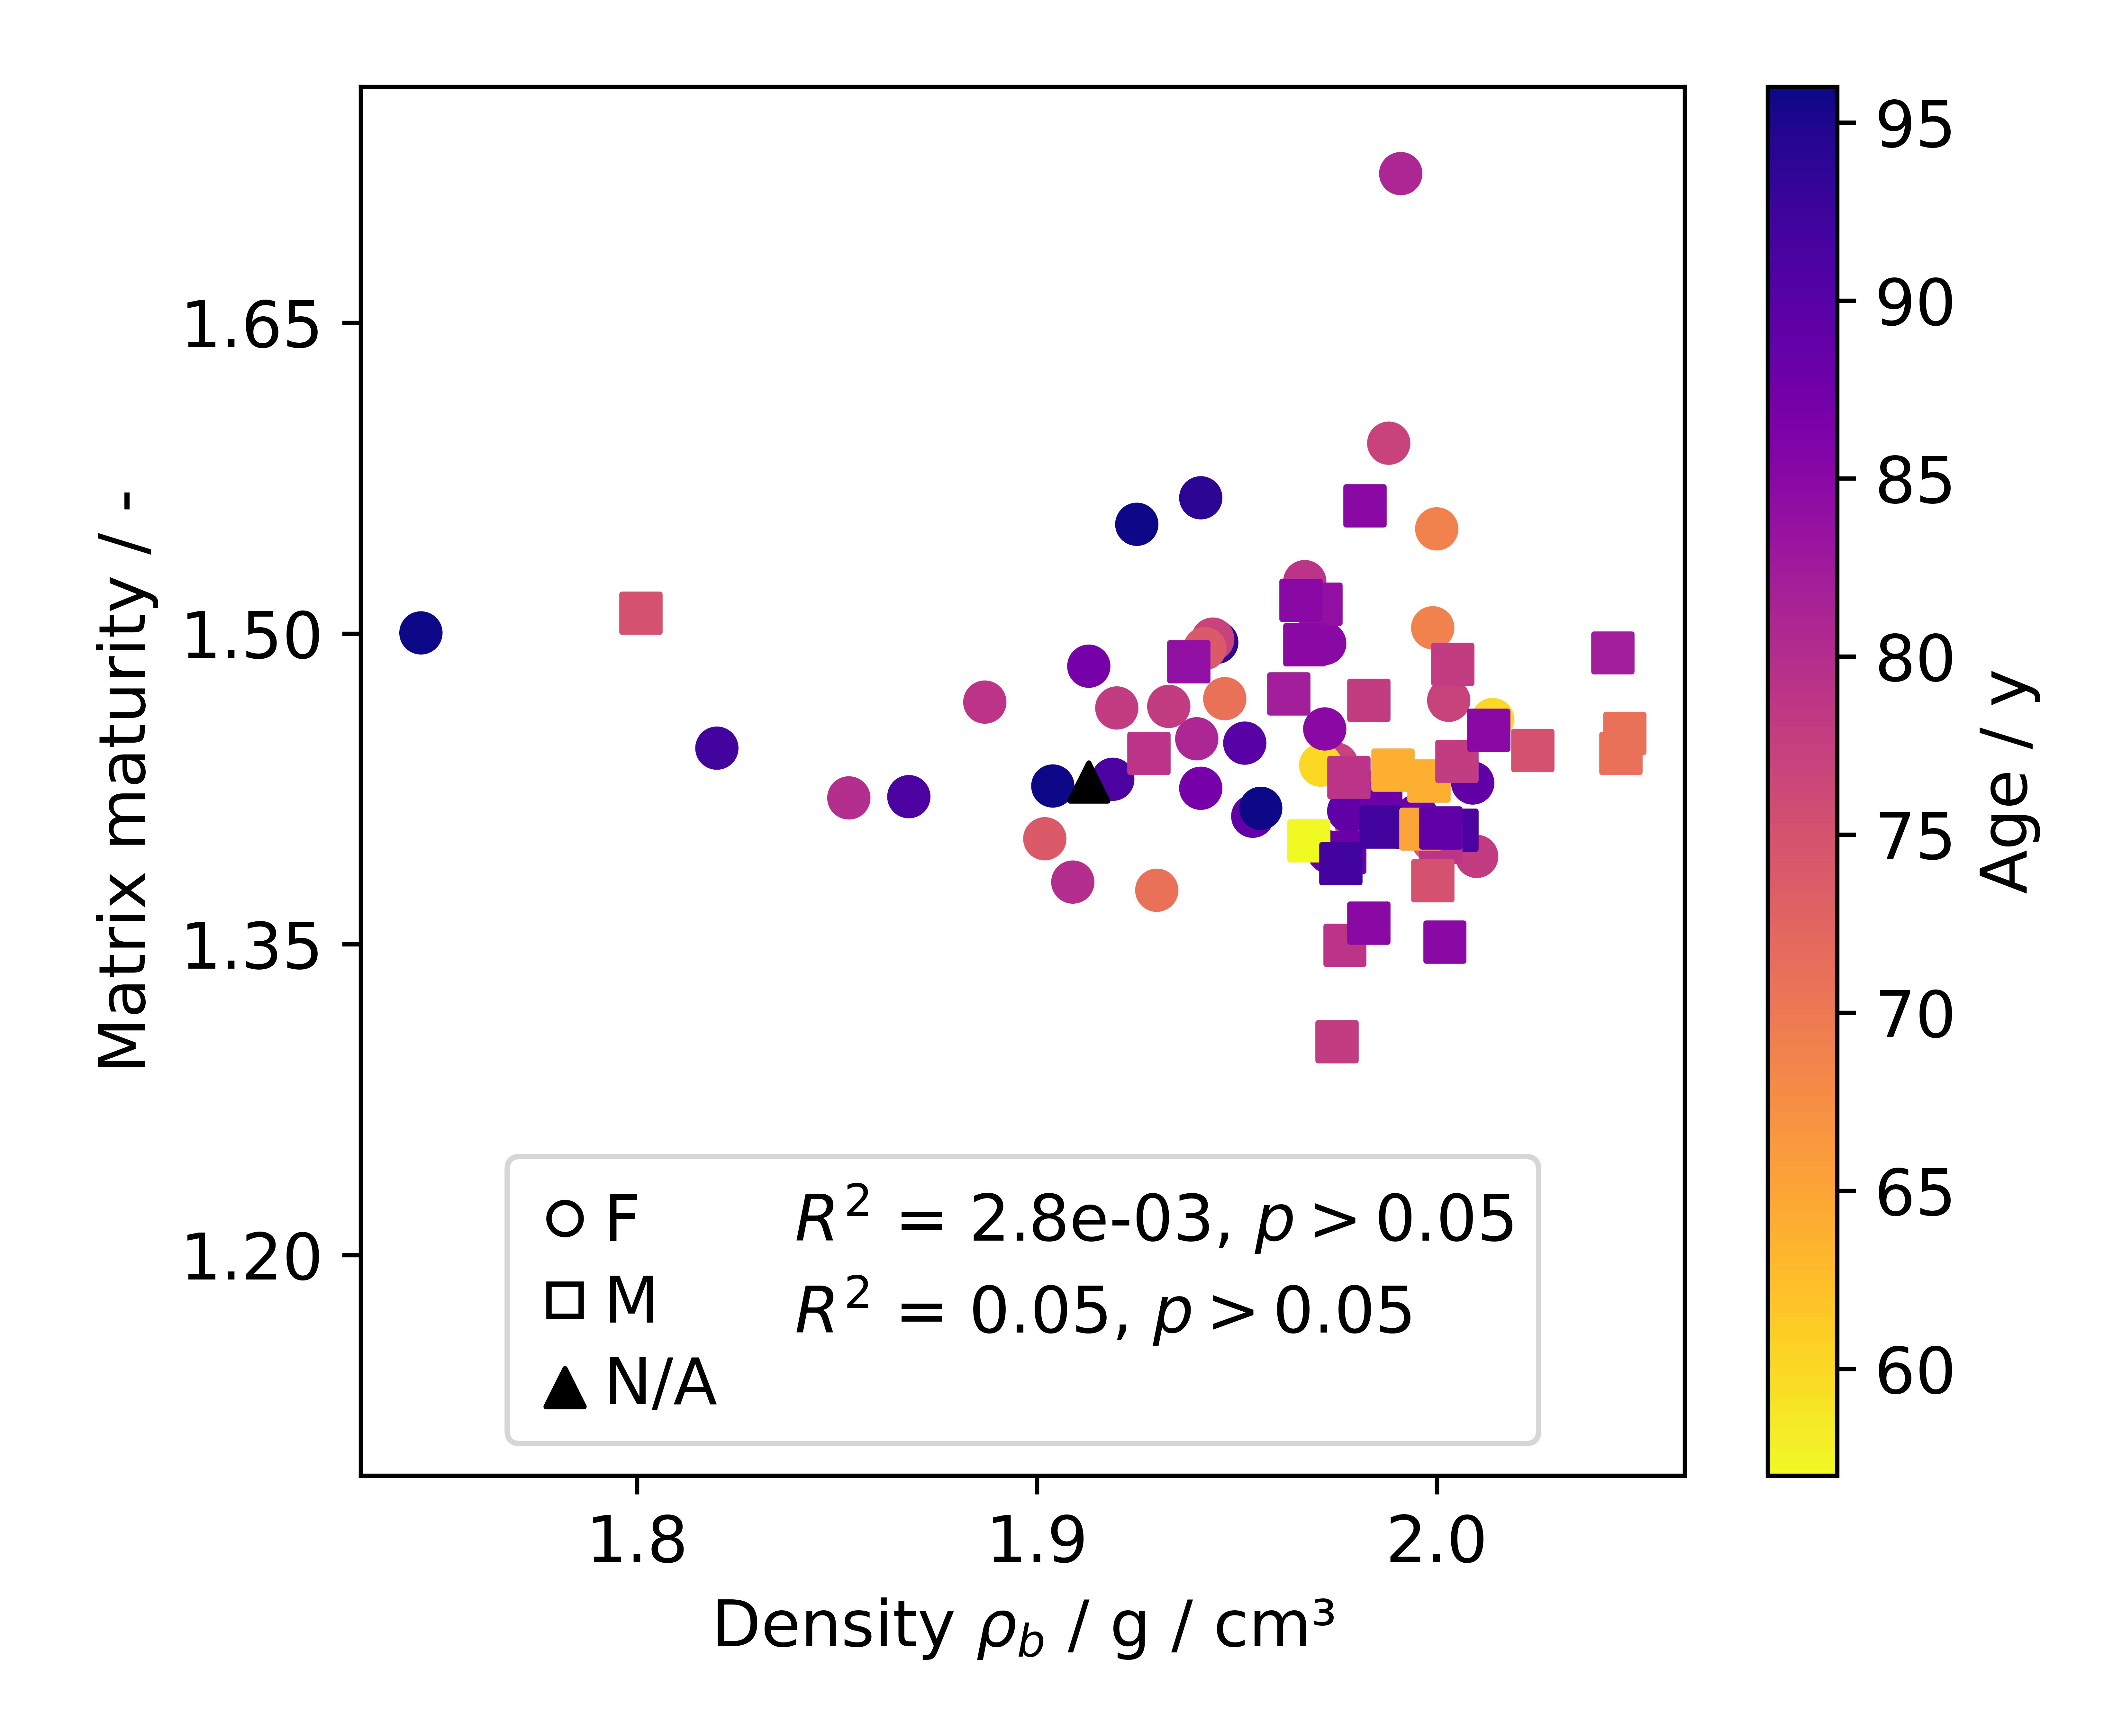 Matrix maturity / -
1.65
1.50
1.35
1.20
F R² = 2.8e-03, p > 0.05
M R² = 0.05, p > 0.05
N/A
1.8 1.9 2.0
Density ρb / g / cm³
95
90
85
80
75
70
65
60
Age / y